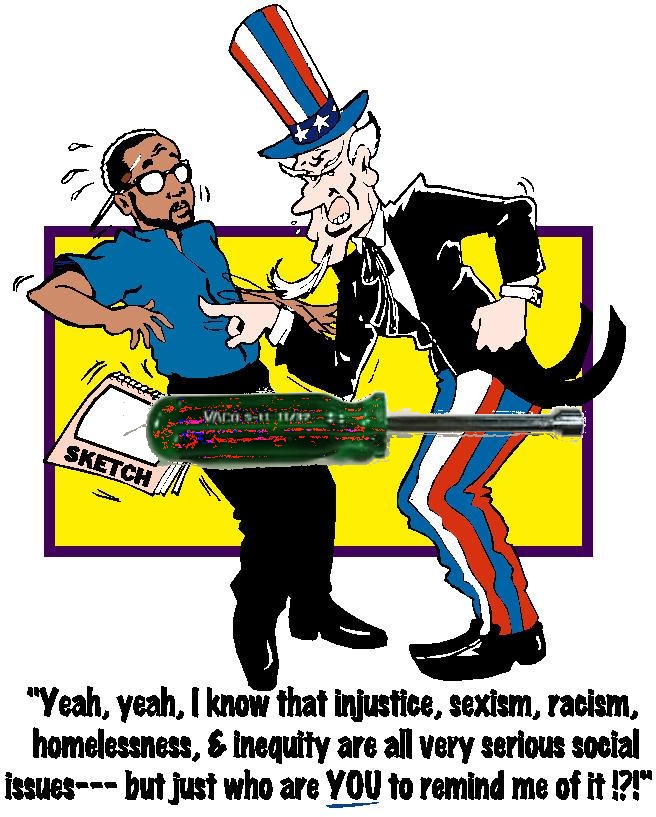 SKETCH
"Yeah, yeah, I know that injustice, sexism, racism,
homelessness, & inequity are all very serious social
issues--- but just who are YOU to remind me of it !?!"